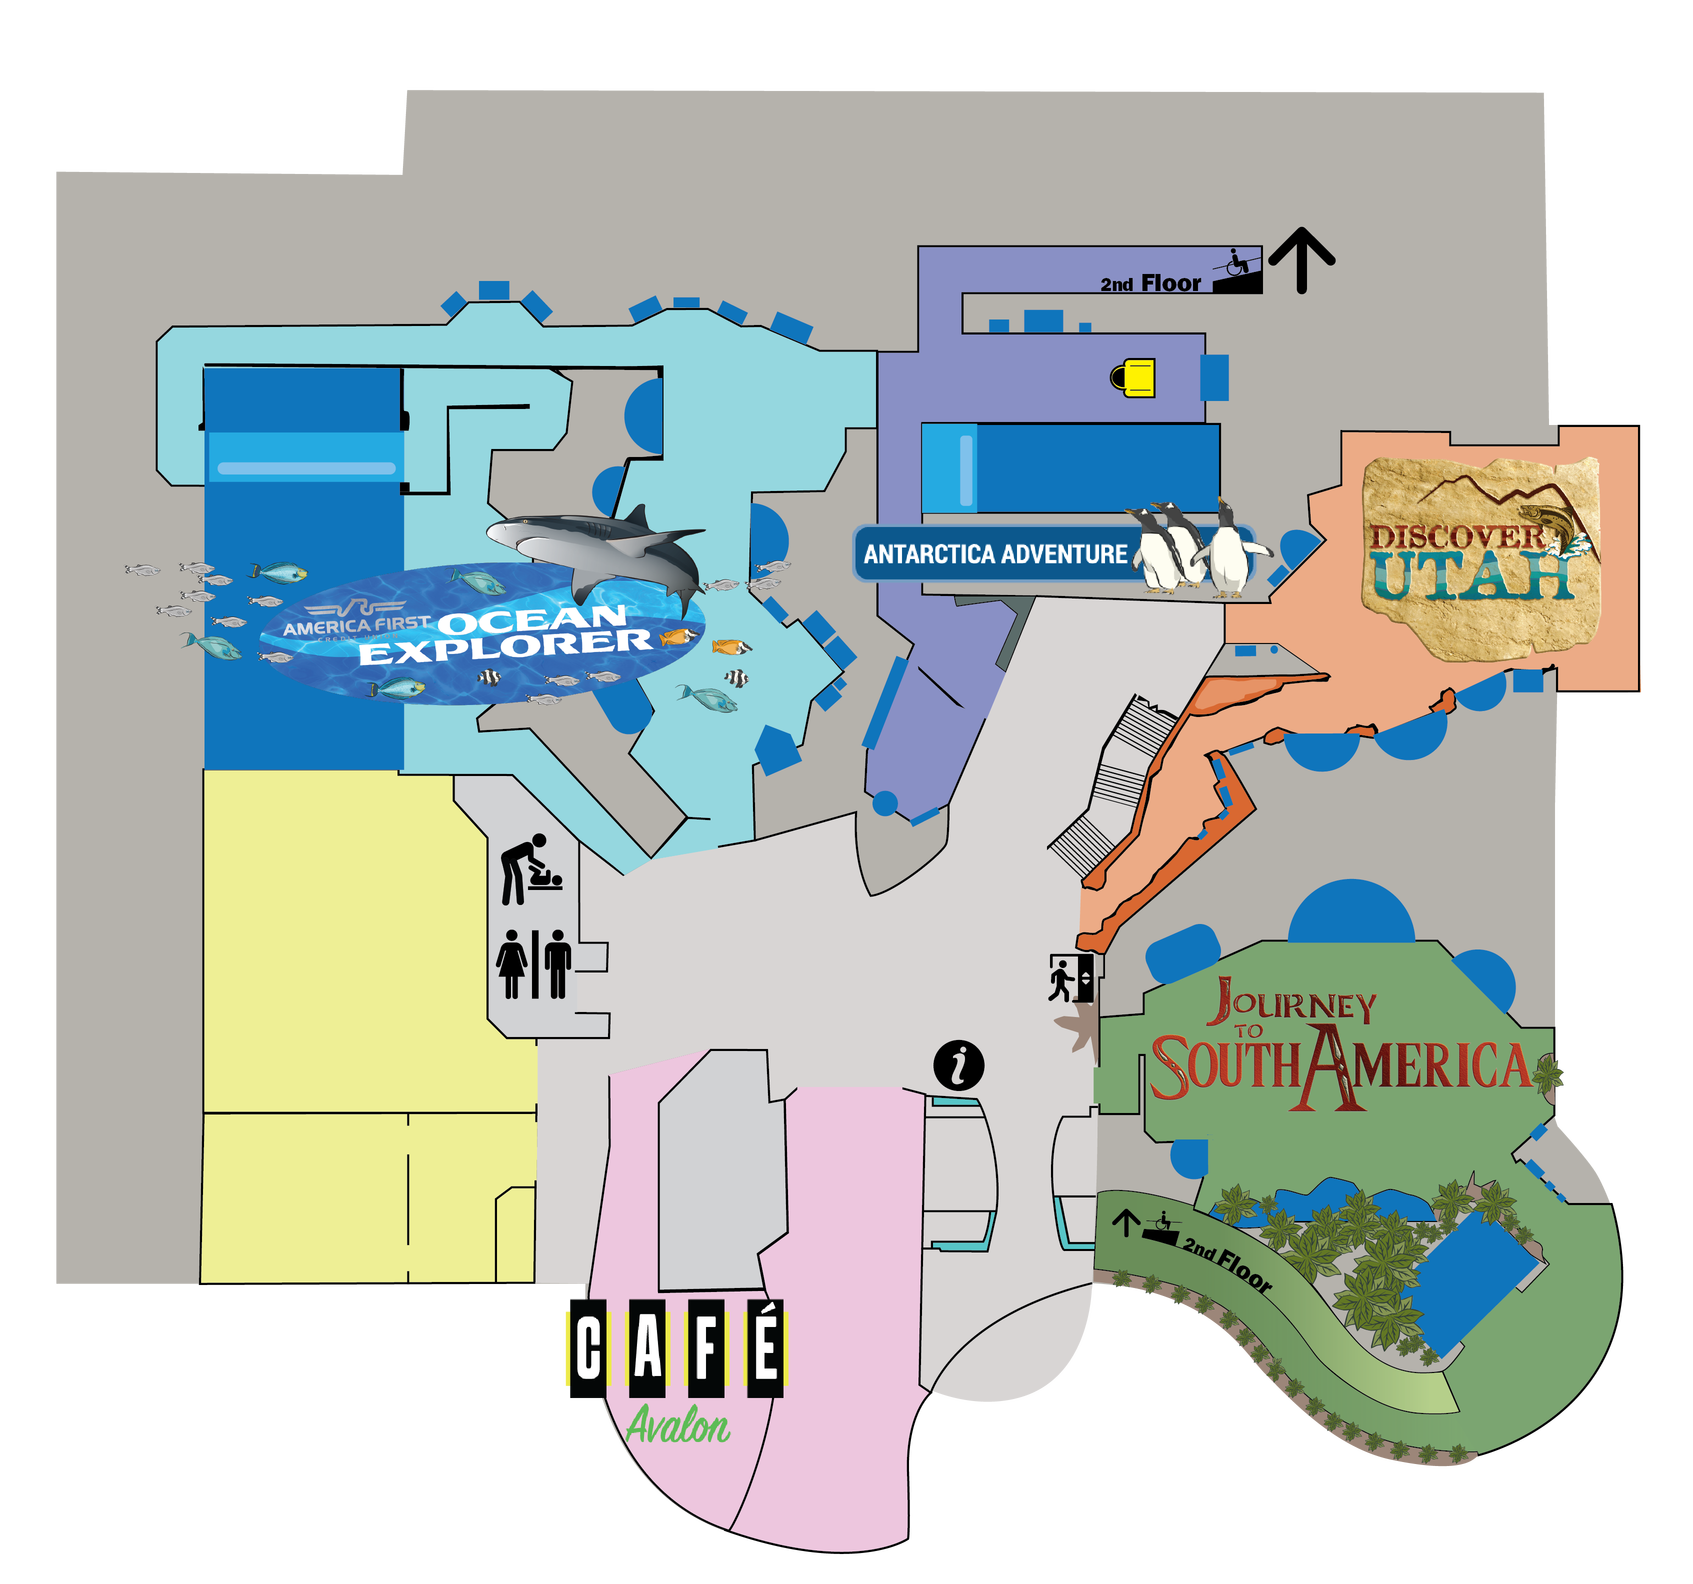 2nd Floor
DISCOVER
UTAH
ANTARCTICA ADVENTURE
AMERICA FIRST
CREDIT UNION
OCEAN
EXPLORER
JOURNEY
TO
SOUTH AMERICA
i
2nd Floor
CAFÉ
Avalon